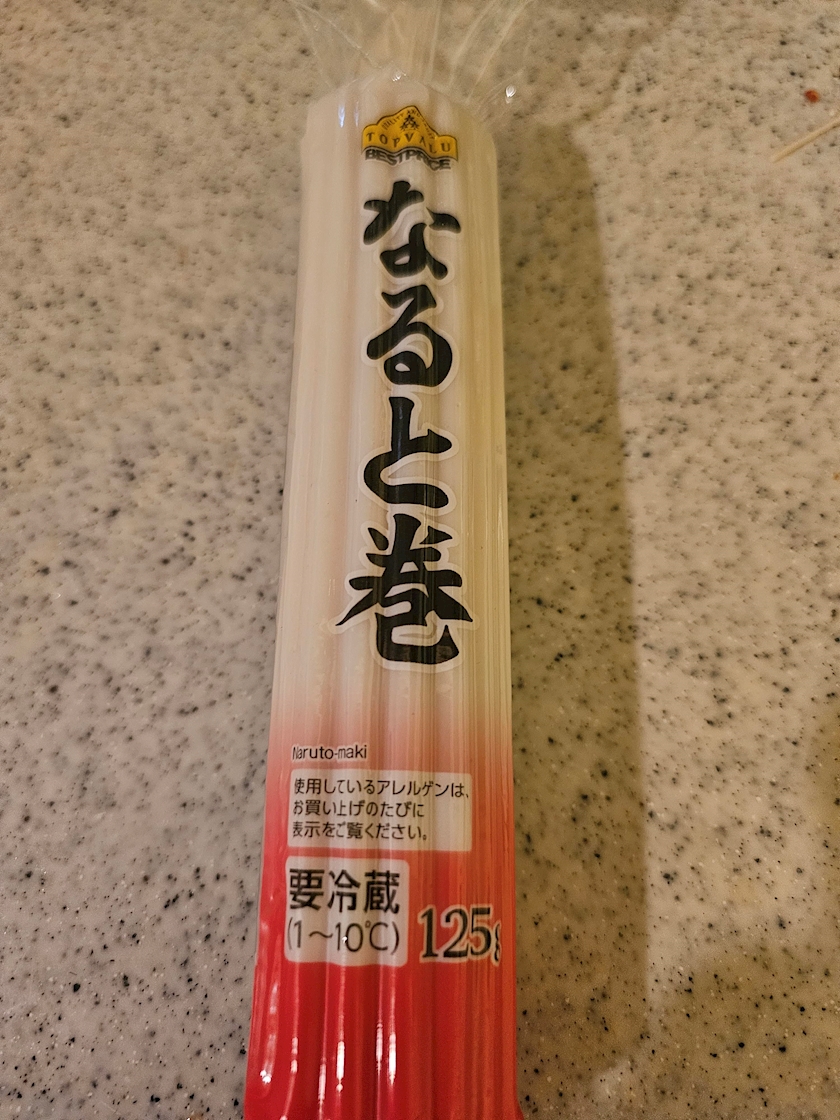 TOPVALU
BESTPRICE
なると巻
Naruto-maki
使用しているアレルゲンは、
お買い上げのたびに
表示をご覧ください。
要冷蔵
(1〜10℃)
125g